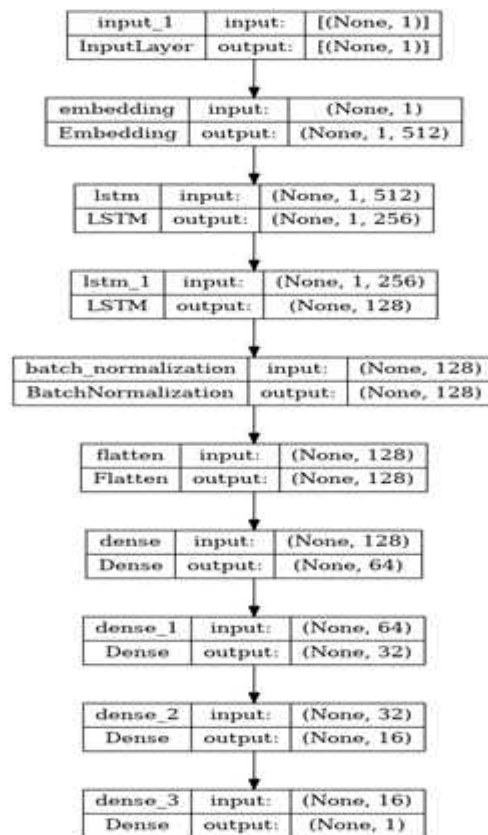 input_1 input: [(None, 1)]
InputLayer output: [(None, 1)]
embedding input: (None, 1)
Embedding output: (None, 1, 512)
lstm input: (None, 1, 512)
LSTM output: (None, 1, 256)
lstm_1 input: (None, 1, 256)
LSTM output: (None, 128)
batch_normalization input: (None, 128)
BatchNormalization output: (None, 128)
flatten input: (None, 128)
Flatten output: (None, 128)
dense input: (None, 128)
Dense output: (None, 64)
dense_1 input: (None, 64)
Dense output: (None, 32)
dense_2 input: (None, 32)
Dense output: (None, 16)
dense_3 input: (None, 16)
Dense output: (None, 1)